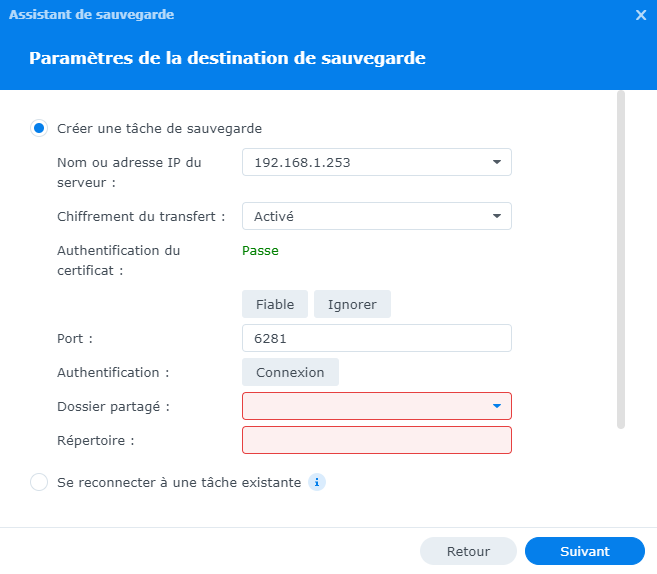 Assistant de sauvegarde
Paramètres de la destination de sauvegarde
Créer une tâche de sauvegarde
Nom ou adresse IP du
serveur :
192.168.1.253
Chiffrement du transfert :
Activé
Authentification du
certificat :
Passe
Fiable
Ignorer
Port :
6281
Authentification :
Connexion
Dossier partagé :
Répertoire :
Se reconnecter à une tâche existante
Retour
Suivant